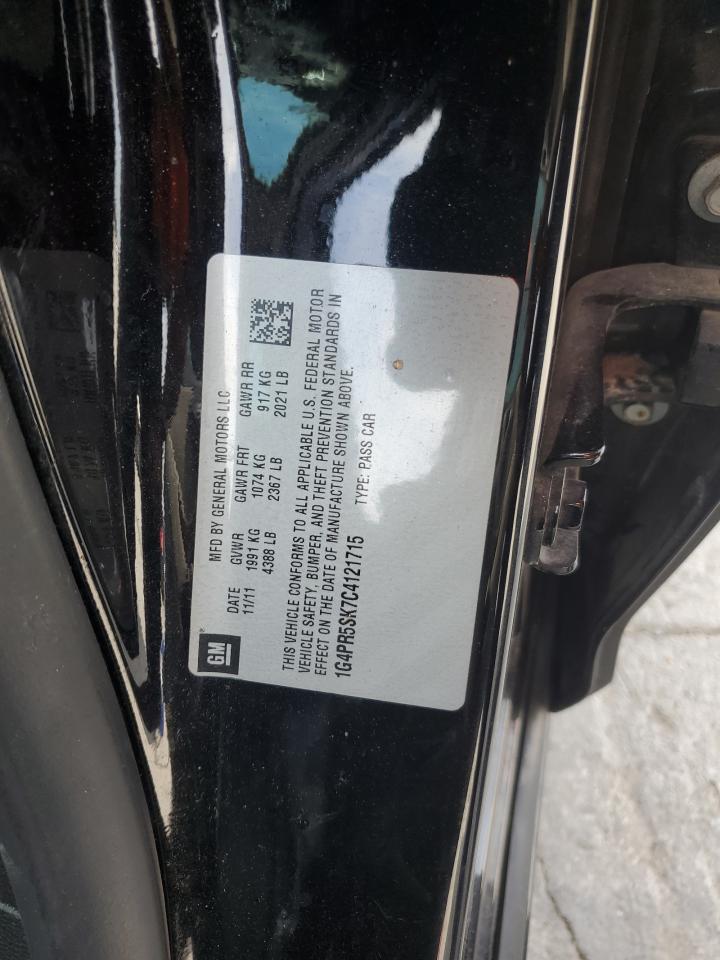 GM
MFD BY GENERAL MOTORS LLC
DATE GVWR GAWR FRT GAWR RR
11/11 1991 KG 1074 KG 917 KG
4388 LB 2367 LB 2021 LB
THIS VEHICLE CONFORMS TO ALL APPLICABLE U.S. FEDERAL MOTOR
VEHICLE SAFETY, BUMPER, AND THEFT PREVENTION STANDARDS IN
EFFECT ON THE DATE OF MANUFACTURE SHOWN ABOVE.
1G4PR5SK7C4121715 TYPE: PASS CAR